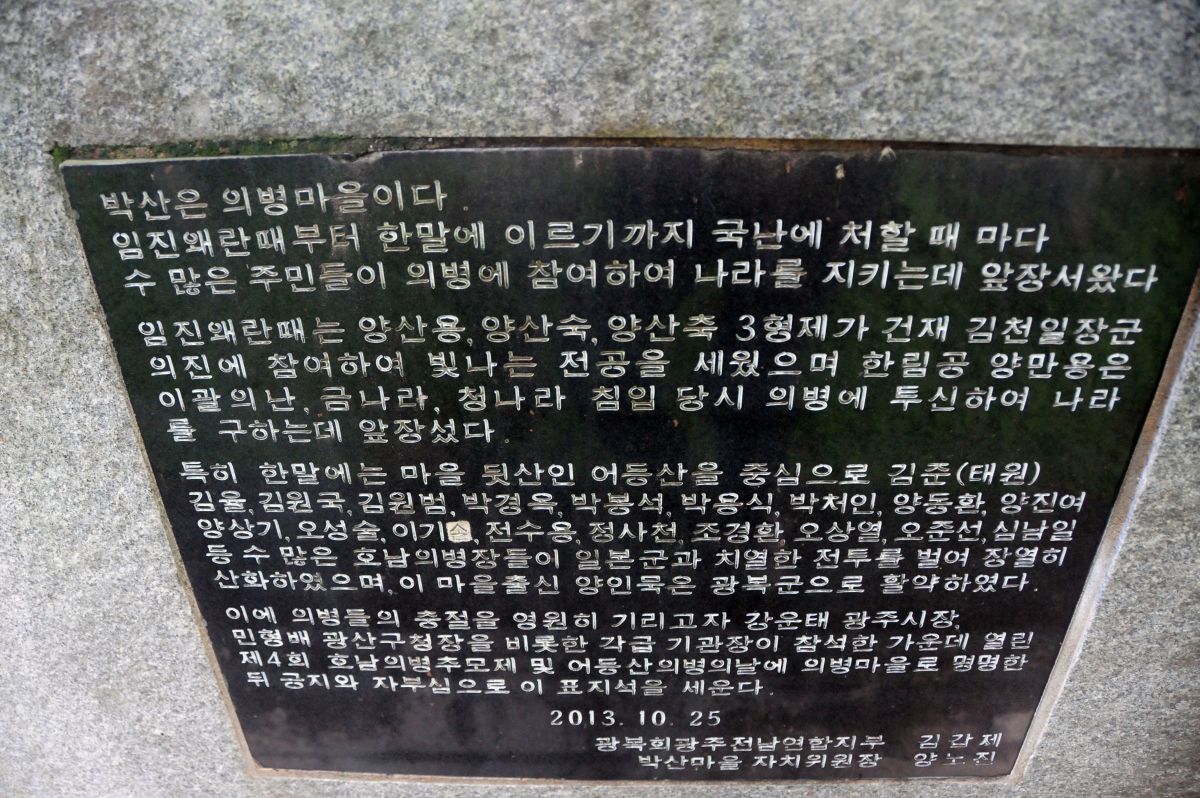 박산은 의병마을이다.
임진왜란때부터 한말에 이르기까지 국난에 처할 때 마다
수 많은 주민들이 의병에 참여하여 나라를 지키는데 앞장서왔다
임진왜란때는 양산용, 양산숙, 양산축 3형제가 건재 김천일장군
의진에 참여하여 빛나는 전공을 세웠으며 한림공 양만용은
이괄의난, 금나라, 청나라 침입 당시 의병에 투신하여 나라
를 구하는데 앞장섰다.
특히 한말에는 마을 뒷산인 어등산을 중심으로 김준(태원)
김율, 김원국, 김원범, 박경옥, 박봉석, 박용식, 박처인, 양동환, 양진여
양상기, 오성술, 이기손, 전수용, 정사천, 조경환, 오상열, 오준선, 심남일
등 수 많은 호남의병장들이 일본군과 치열한 전투를 벌여 장열히
산화하였으며, 이 마을출신 양인묵은 광복군으로 활약하였다.
이에 의병들의 충절을 영원히 기리고자 강운태 광주시장,
민형배 광산구청장을 비롯한 각급 기관장이 참석한 가운데 열린
제4회 호남의병추모제 및 어등산의병의날에 의병마을로 명명한
뒤 긍지와 자부심으로 이 표지석을 세운다.
2013. 10. 25
광복회광주전남연합지부 김갑제
박산마을 자치위원장 양노진